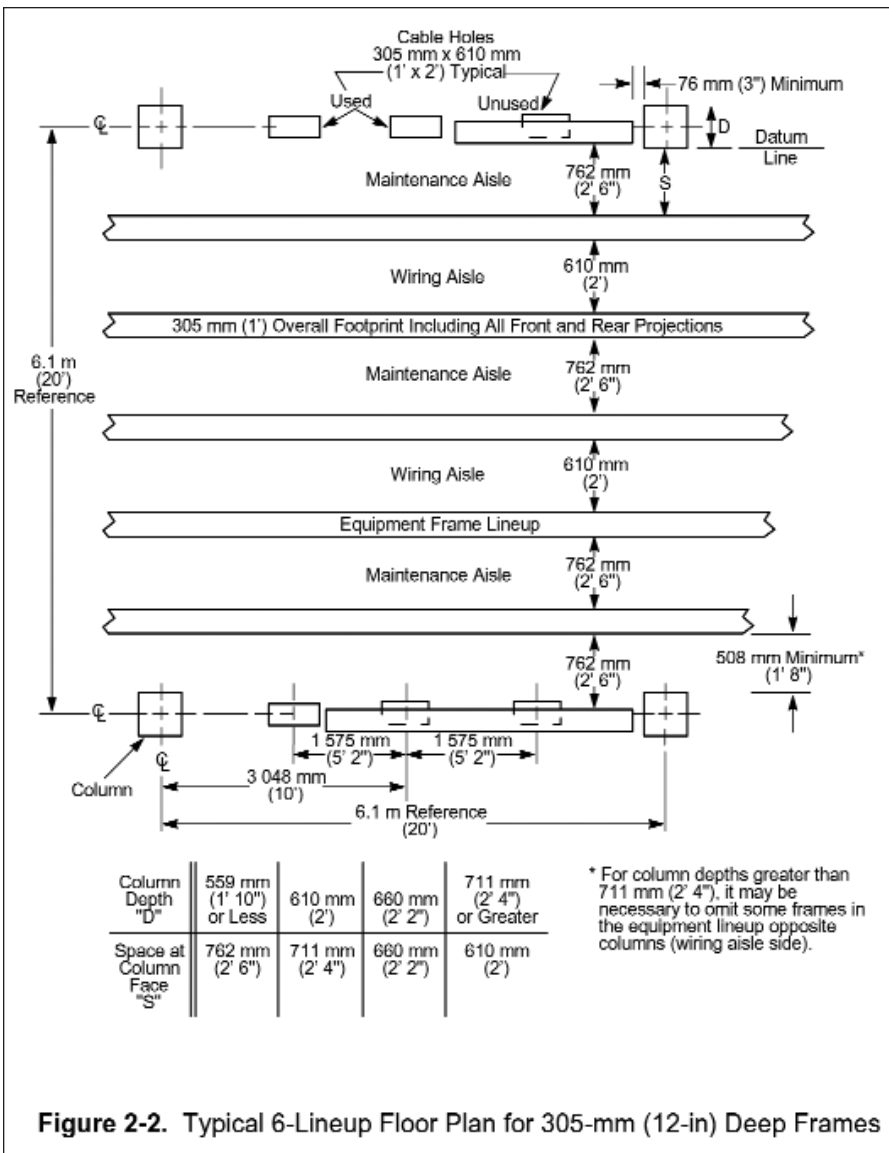 Cable Holes
305 mm x 610 mm
(1' x 2') Typical
Used
Unused
76 mm (3") Minimum
℄
D
Datum
Line
S
Maintenance Aisle
762 mm
(2' 6")
Wiring Aisle
610 mm
(2')
305 mm (1') Overall Footprint Including All Front and Rear Projections
6.1 m
(20')
Reference
Maintenance Aisle
762 mm
(2' 6")
Wiring Aisle
610 mm
(2')
Equipment Frame Lineup
Maintenance Aisle
762 mm
(2' 6")
508 mm Minimum*
(1' 8")
762 mm
(2' 6")
℄
℄
Column
1 575 mm
(5' 2")
1 575 mm
(5' 2")
3 048 mm
(10')
6.1 m Reference
(20')
Column Depth "D" 559 mm (1' 10") or Less 610 mm (2') 660 mm (2' 2") 711 mm (2' 4") or Greater
Space at Column Face "S" 762 mm (2' 6") 711 mm (2' 4") 660 mm (2' 2") 610 mm (2')
* For column depths greater than
711 mm (2' 4"), it may be
necessary to omit some frames in
the equipment lineup opposite
columns (wiring aisle side).
Figure 2-2. Typical 6-Lineup Floor Plan for 305-mm (12-in) Deep Frames